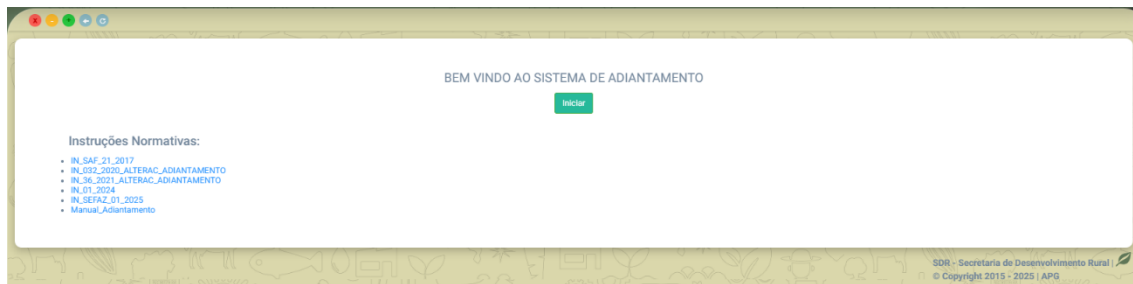 BEM VINDO AO SISTEMA DE ADIANTAMENTO
Iniciar
Instruções Normativas:
IN_SAF_21_2017
IN_032_2020_ALTERAC_ADIANTAMENTO
IN_36_2021_ALTERAC_ADIANTAMENTO
IN_01_2024
IN_SEFAZ_01_2025
Manual_Adiantamento
SDR - Secretaria de Desenvolvimento Rural |
© Copyright 2015 - 2025 | APG